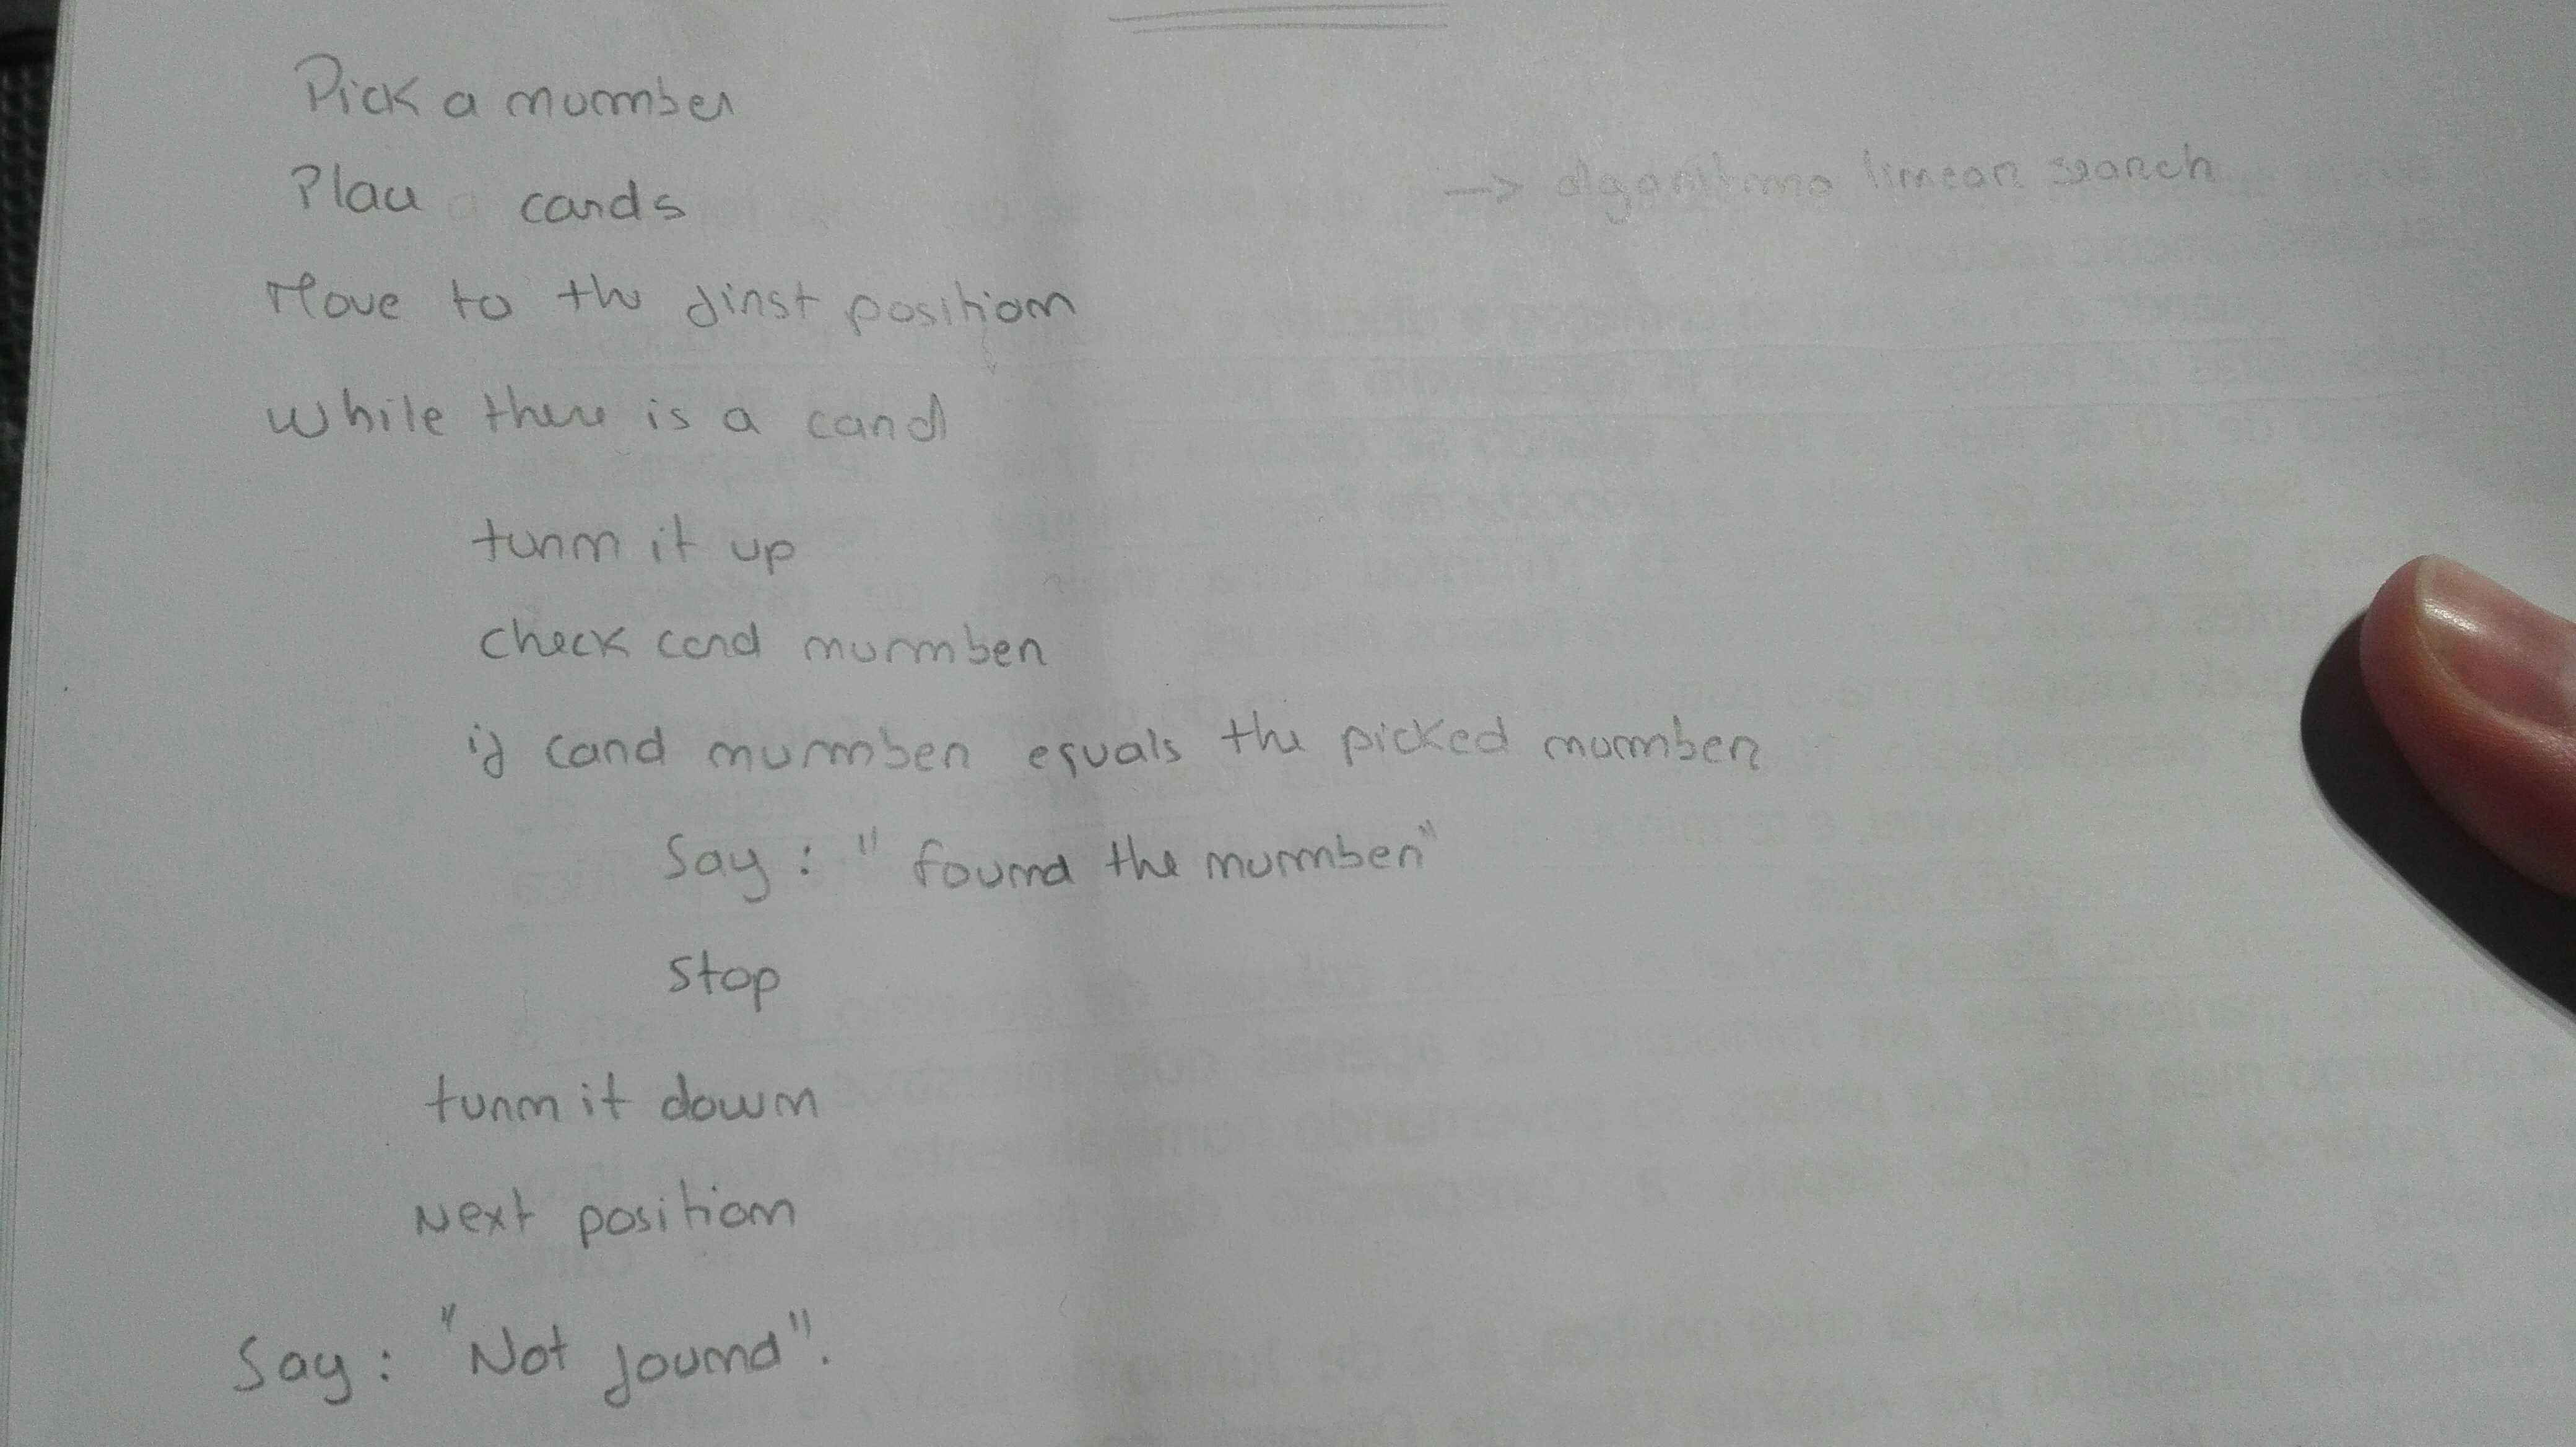 Pick a number
Plau cards
→ algoritmo linear search
Move to the first position
While there is a card
turn it up
check card number
if card number equals the picked number
Say: "found the number"
Stop
turn it down
Next position
Say: "Not found".